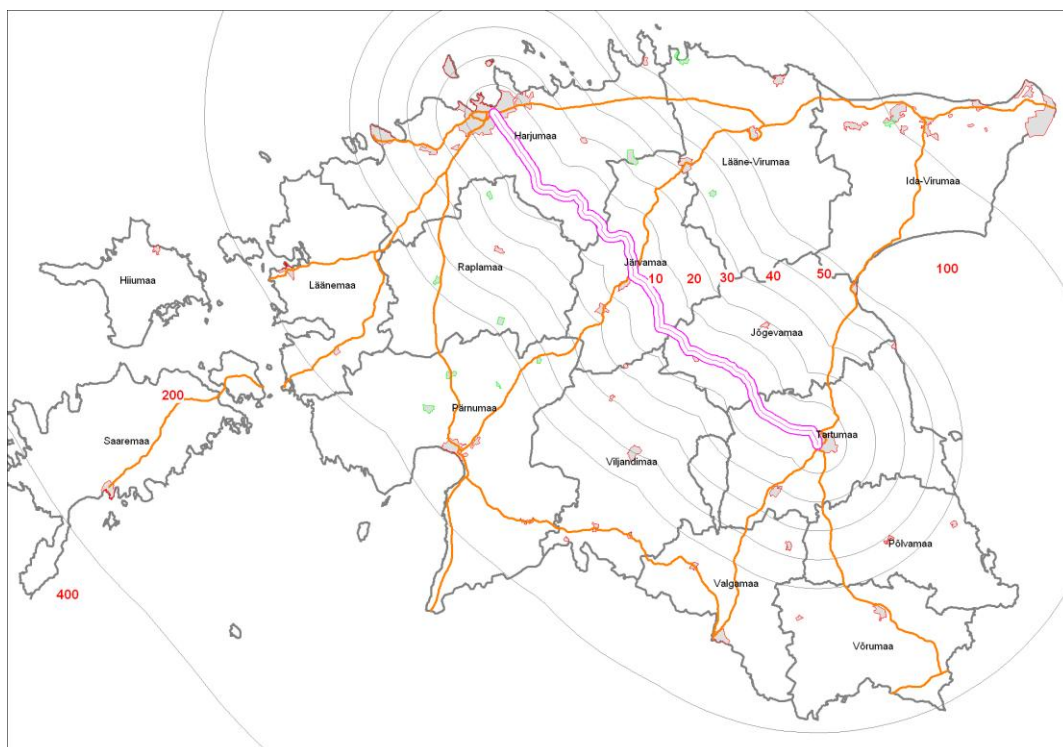 Harjumaa
Lääne-Virumaa
Ida-Virumaa
Hiiumaa
Läänemaa
Raplamaa
Järvamaa
10
20
30
40
50
100
Jõgevamaa
200
Saaremaa
Pärnumaa
Tartumaa
Viljandimaa
Põlvamaa
400
Valgamaa
Võrumaa